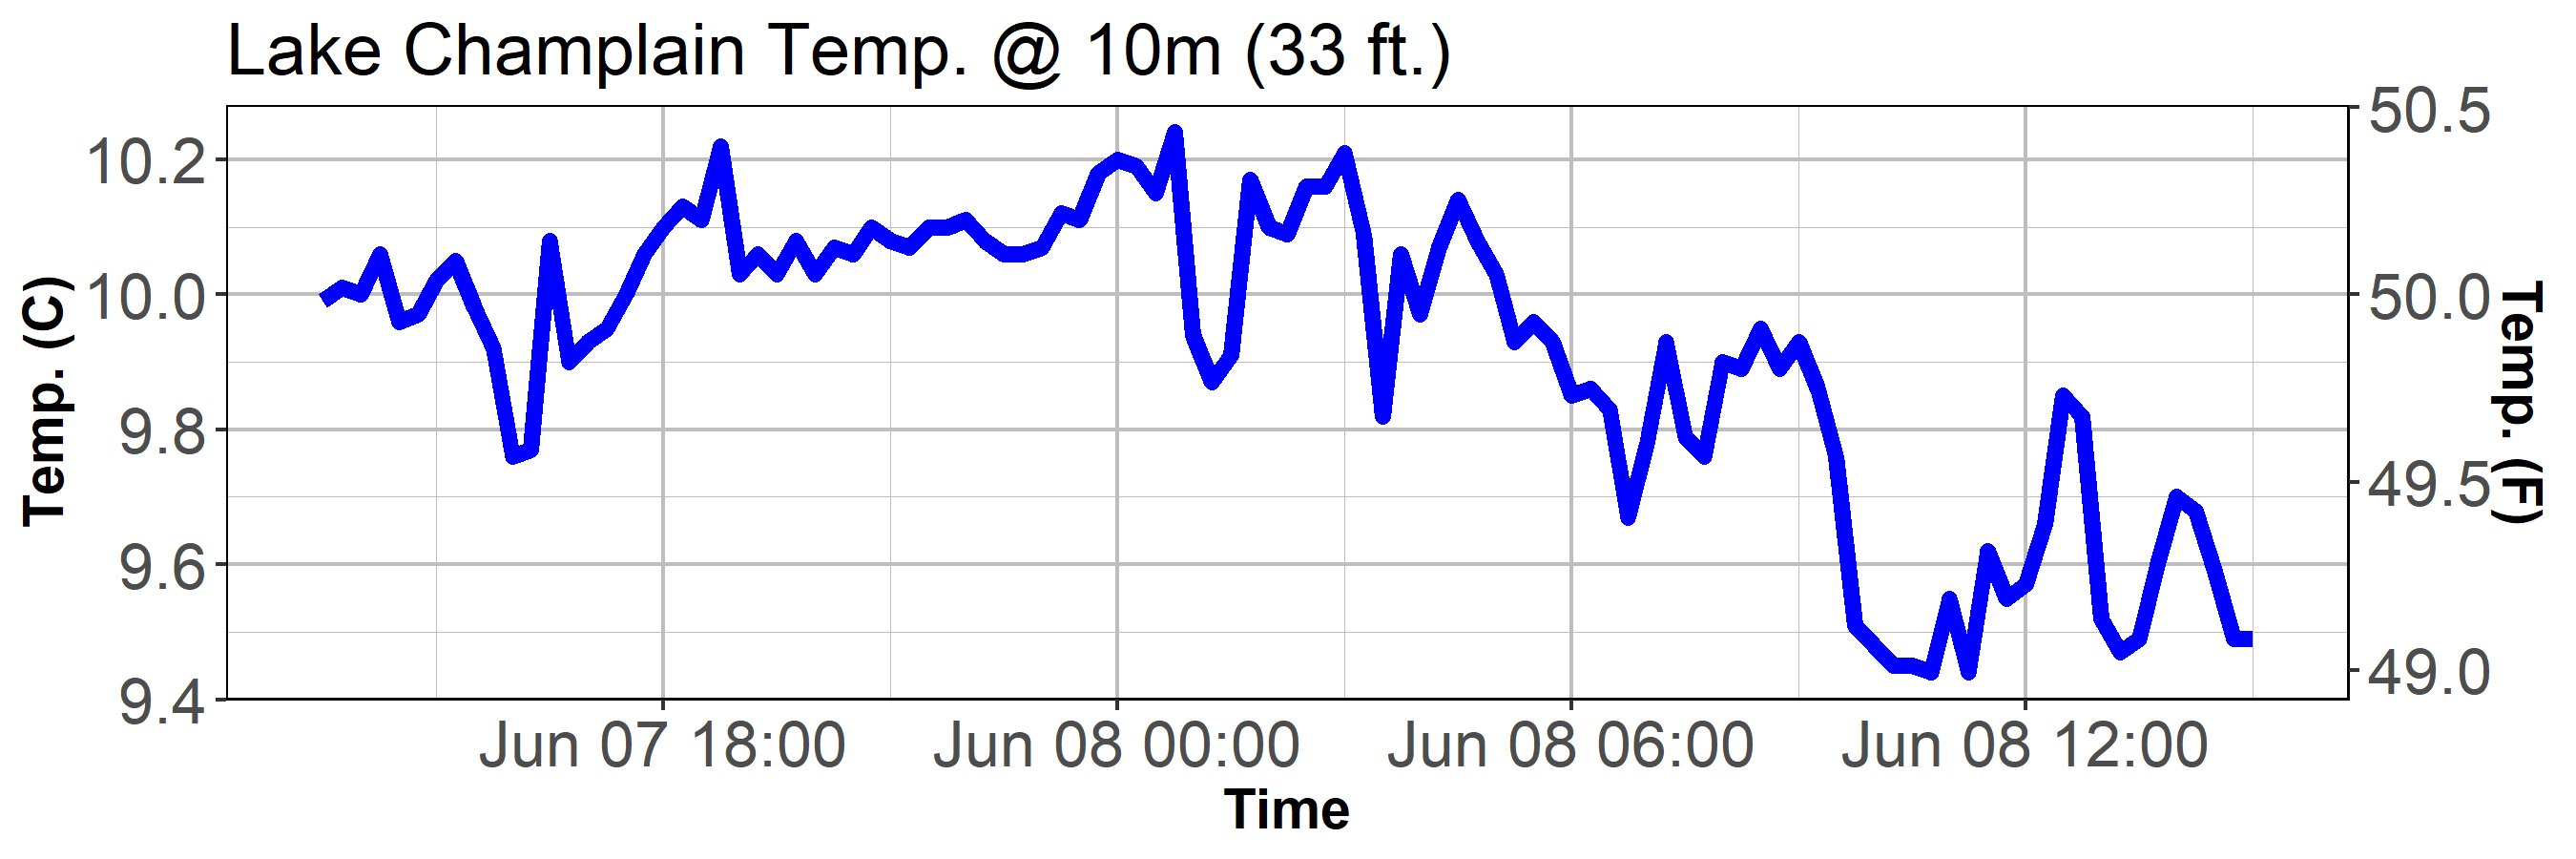 Lake Champlain Temp. @ 10m (33 ft.)
Temp. (C)
10.2
10.0
9.8
9.6
9.4
50.5
50.0
49.5
49.0
Temp. (F)
Jun 07 18:00
Jun 08 00:00
Jun 08 06:00
Jun 08 12:00
Time